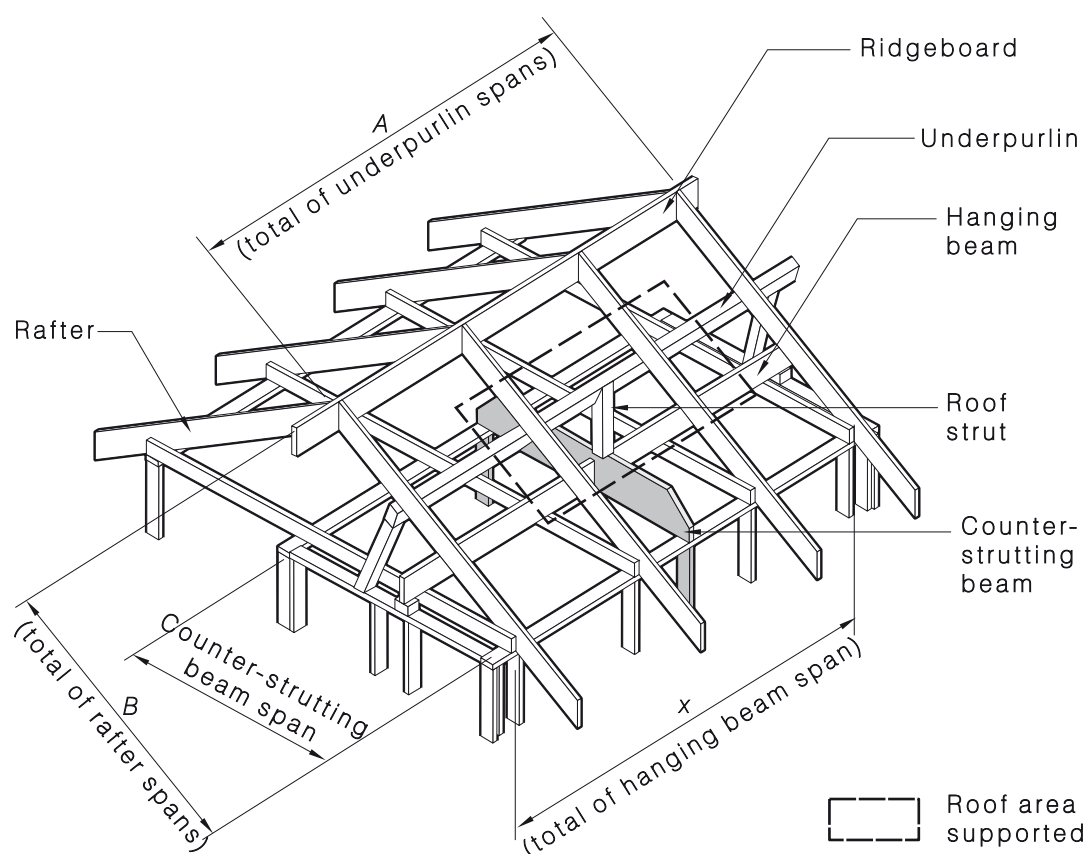 A
(total of underpurlin spans)
Ridgeboard
Underpurlin
Hanging
beam
Rafter
Roof
strut
Counter-
strutting
beam
Counter-strutting
beam span
B
(total of rafter spans)
x
(total of hanging beam span)
Roof area
supported